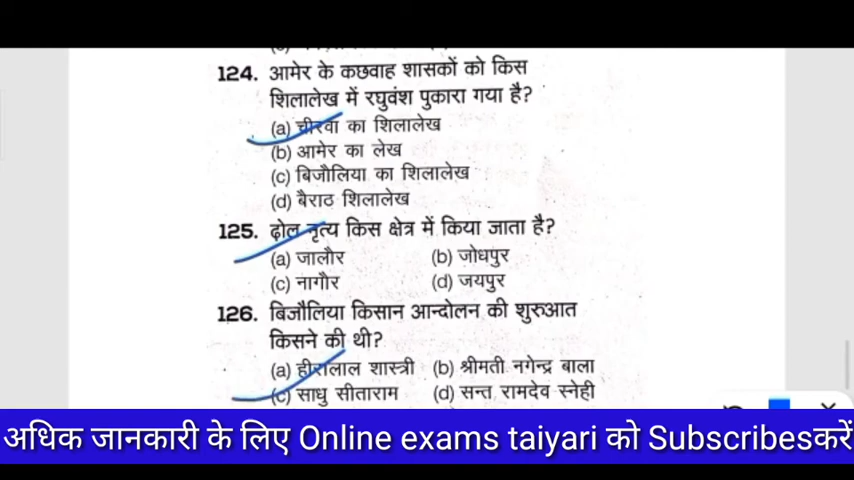 124. आमेर के कछवाह शासकों को किस
शिलालेख में रघुवंश पुकारा गया है?
(a) चीरवा का शिलालेख
(b) आमेर का लेख
(c) बिजौलिया का शिलालेख
(d) बैराठ शिलालेख
125. ढ़ोल नृत्य किस क्षेत्र में किया जाता है?
(a) जालौर (b) जोधपुर
(c) नागौर (d) जयपुर
126. बिजौलिया किसान आन्दोलन की शुरुआत
किसने की थी?
(a) हीरालाल शास्त्री (b) श्रीमती नगेन्द्र बाला
(c) साधु सीताराम (d) सन्त रामदेव स्नेही
अधिक जानकारी के लिए Online exams taiyari को Subscribesकरें